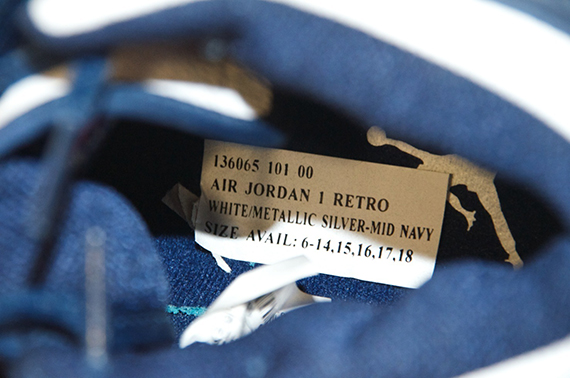 136065 101 00
AIR JORDAN 1 RETRO
WHITE/METALLIC SILVER-MID NAVY
SIZE AVAIL: 6-14,15,16,17,18